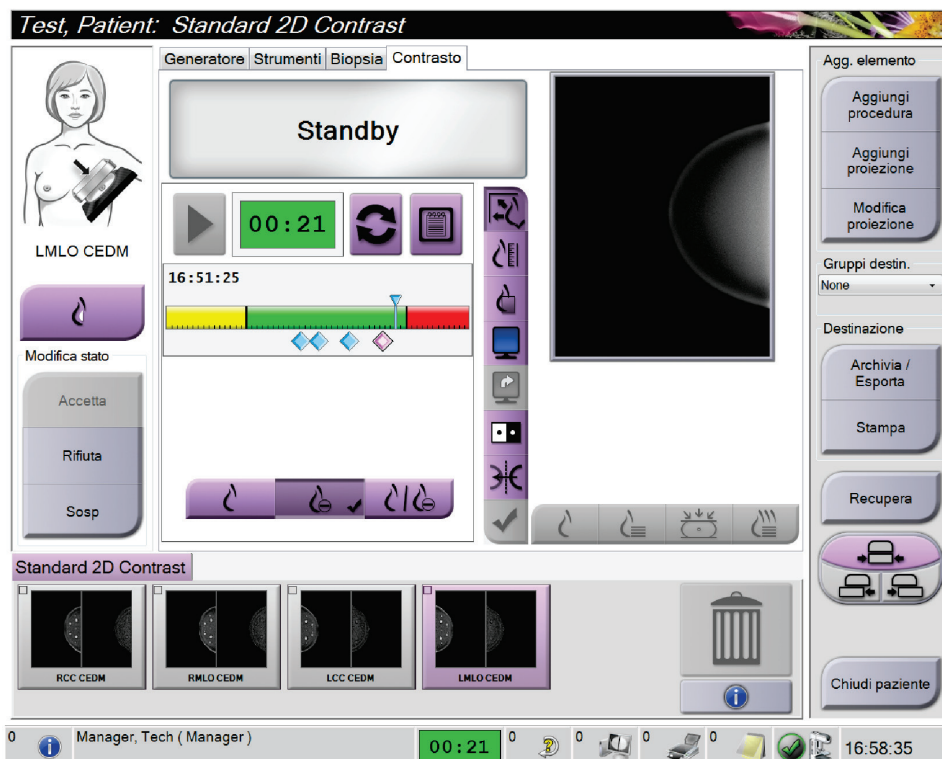 Test, Patient: Standard 2D Contrast
Generatore Strumenti Biopsia Contrasto
Standby
LMLO CEDM
00:21
16:51:25
Modifica stato
Accetta
Rifiuta
Sosp
Agg. elemento
Aggiungi
procedura
Aggiungi
proiezione
Modifica
proiezione
Gruppi destin.
None
Destinazione
Archivia /
Esporta
Stampa
Recupera
Chiudi paziente
Standard 2D Contrast
RCC CEDM
RMLO CEDM
LCC CEDM
LMLO CEDM
0
Manager, Tech ( Manager )
00:21
0
0
0
0
16:58:35